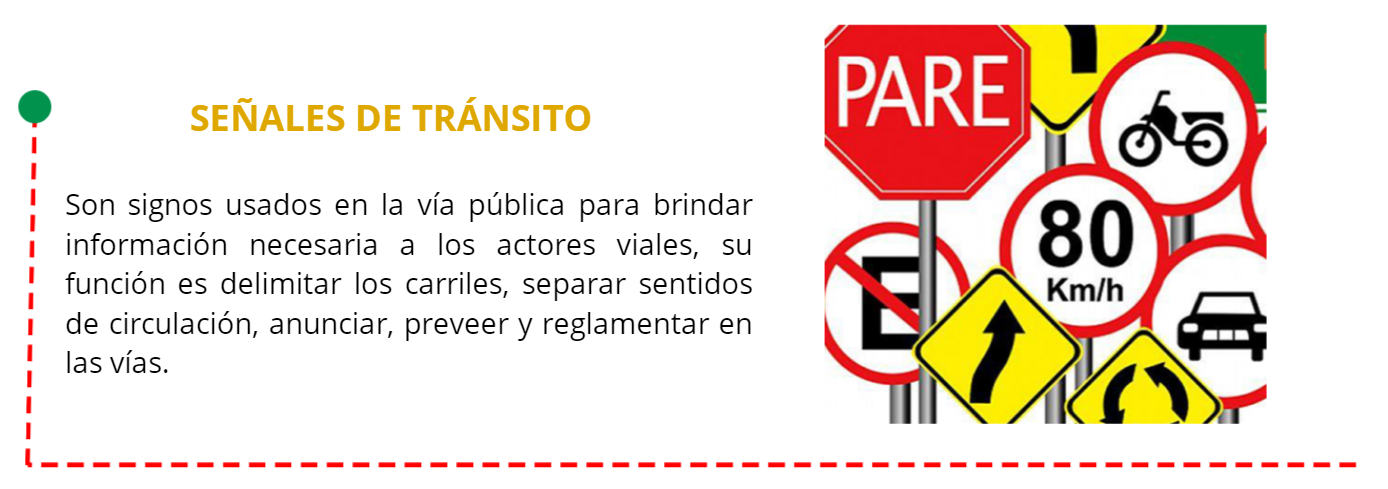 SEÑALES DE TRÁNSITO
Son signos usados en la vía pública para brindar
información necesaria a los actores viales, su
función es delimitar los carriles, separar sentidos
de circulación, anunciar, preveer y reglamentar en
las vías.
PARE
80
Km/h
E